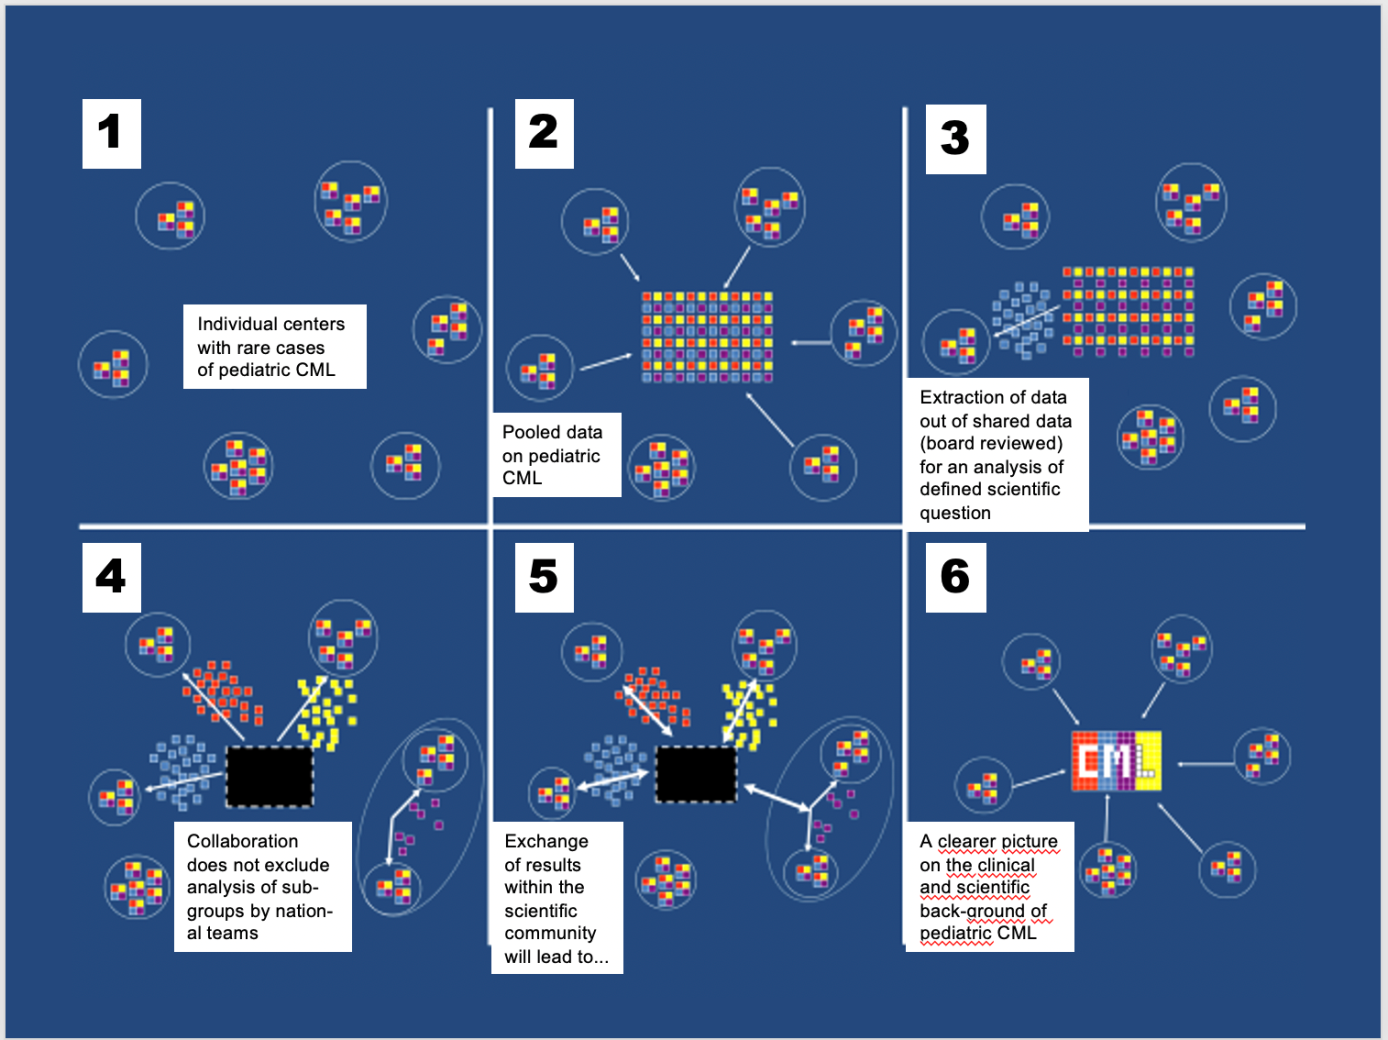 1
Individual centers
with rare cases
of pediatric CML
2
Pooled data
on pediatric
CML
3
Extraction of data
out of shared data
(board reviewed)
for an analysis of
defined scientific
question
4
Collaboration
does not exclude
analysis of sub-
groups by nation-
al teams
5
Exchange
of results
within the
scientific
community
will lead to...
6
CML
A clearer picture
on the clinical
and scientific
back-ground of
pediatric CML